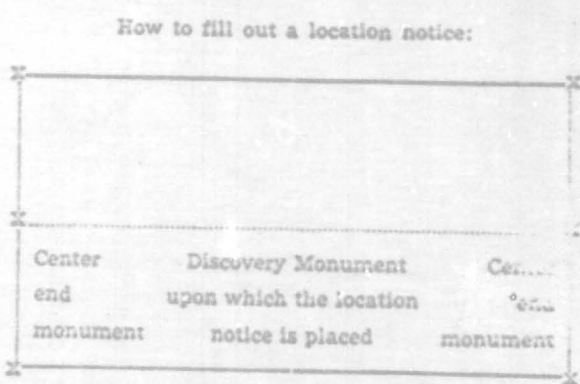 How to fill out a location notice:
Center Discovery Monument
end upon which the location
monument notice is placed monument